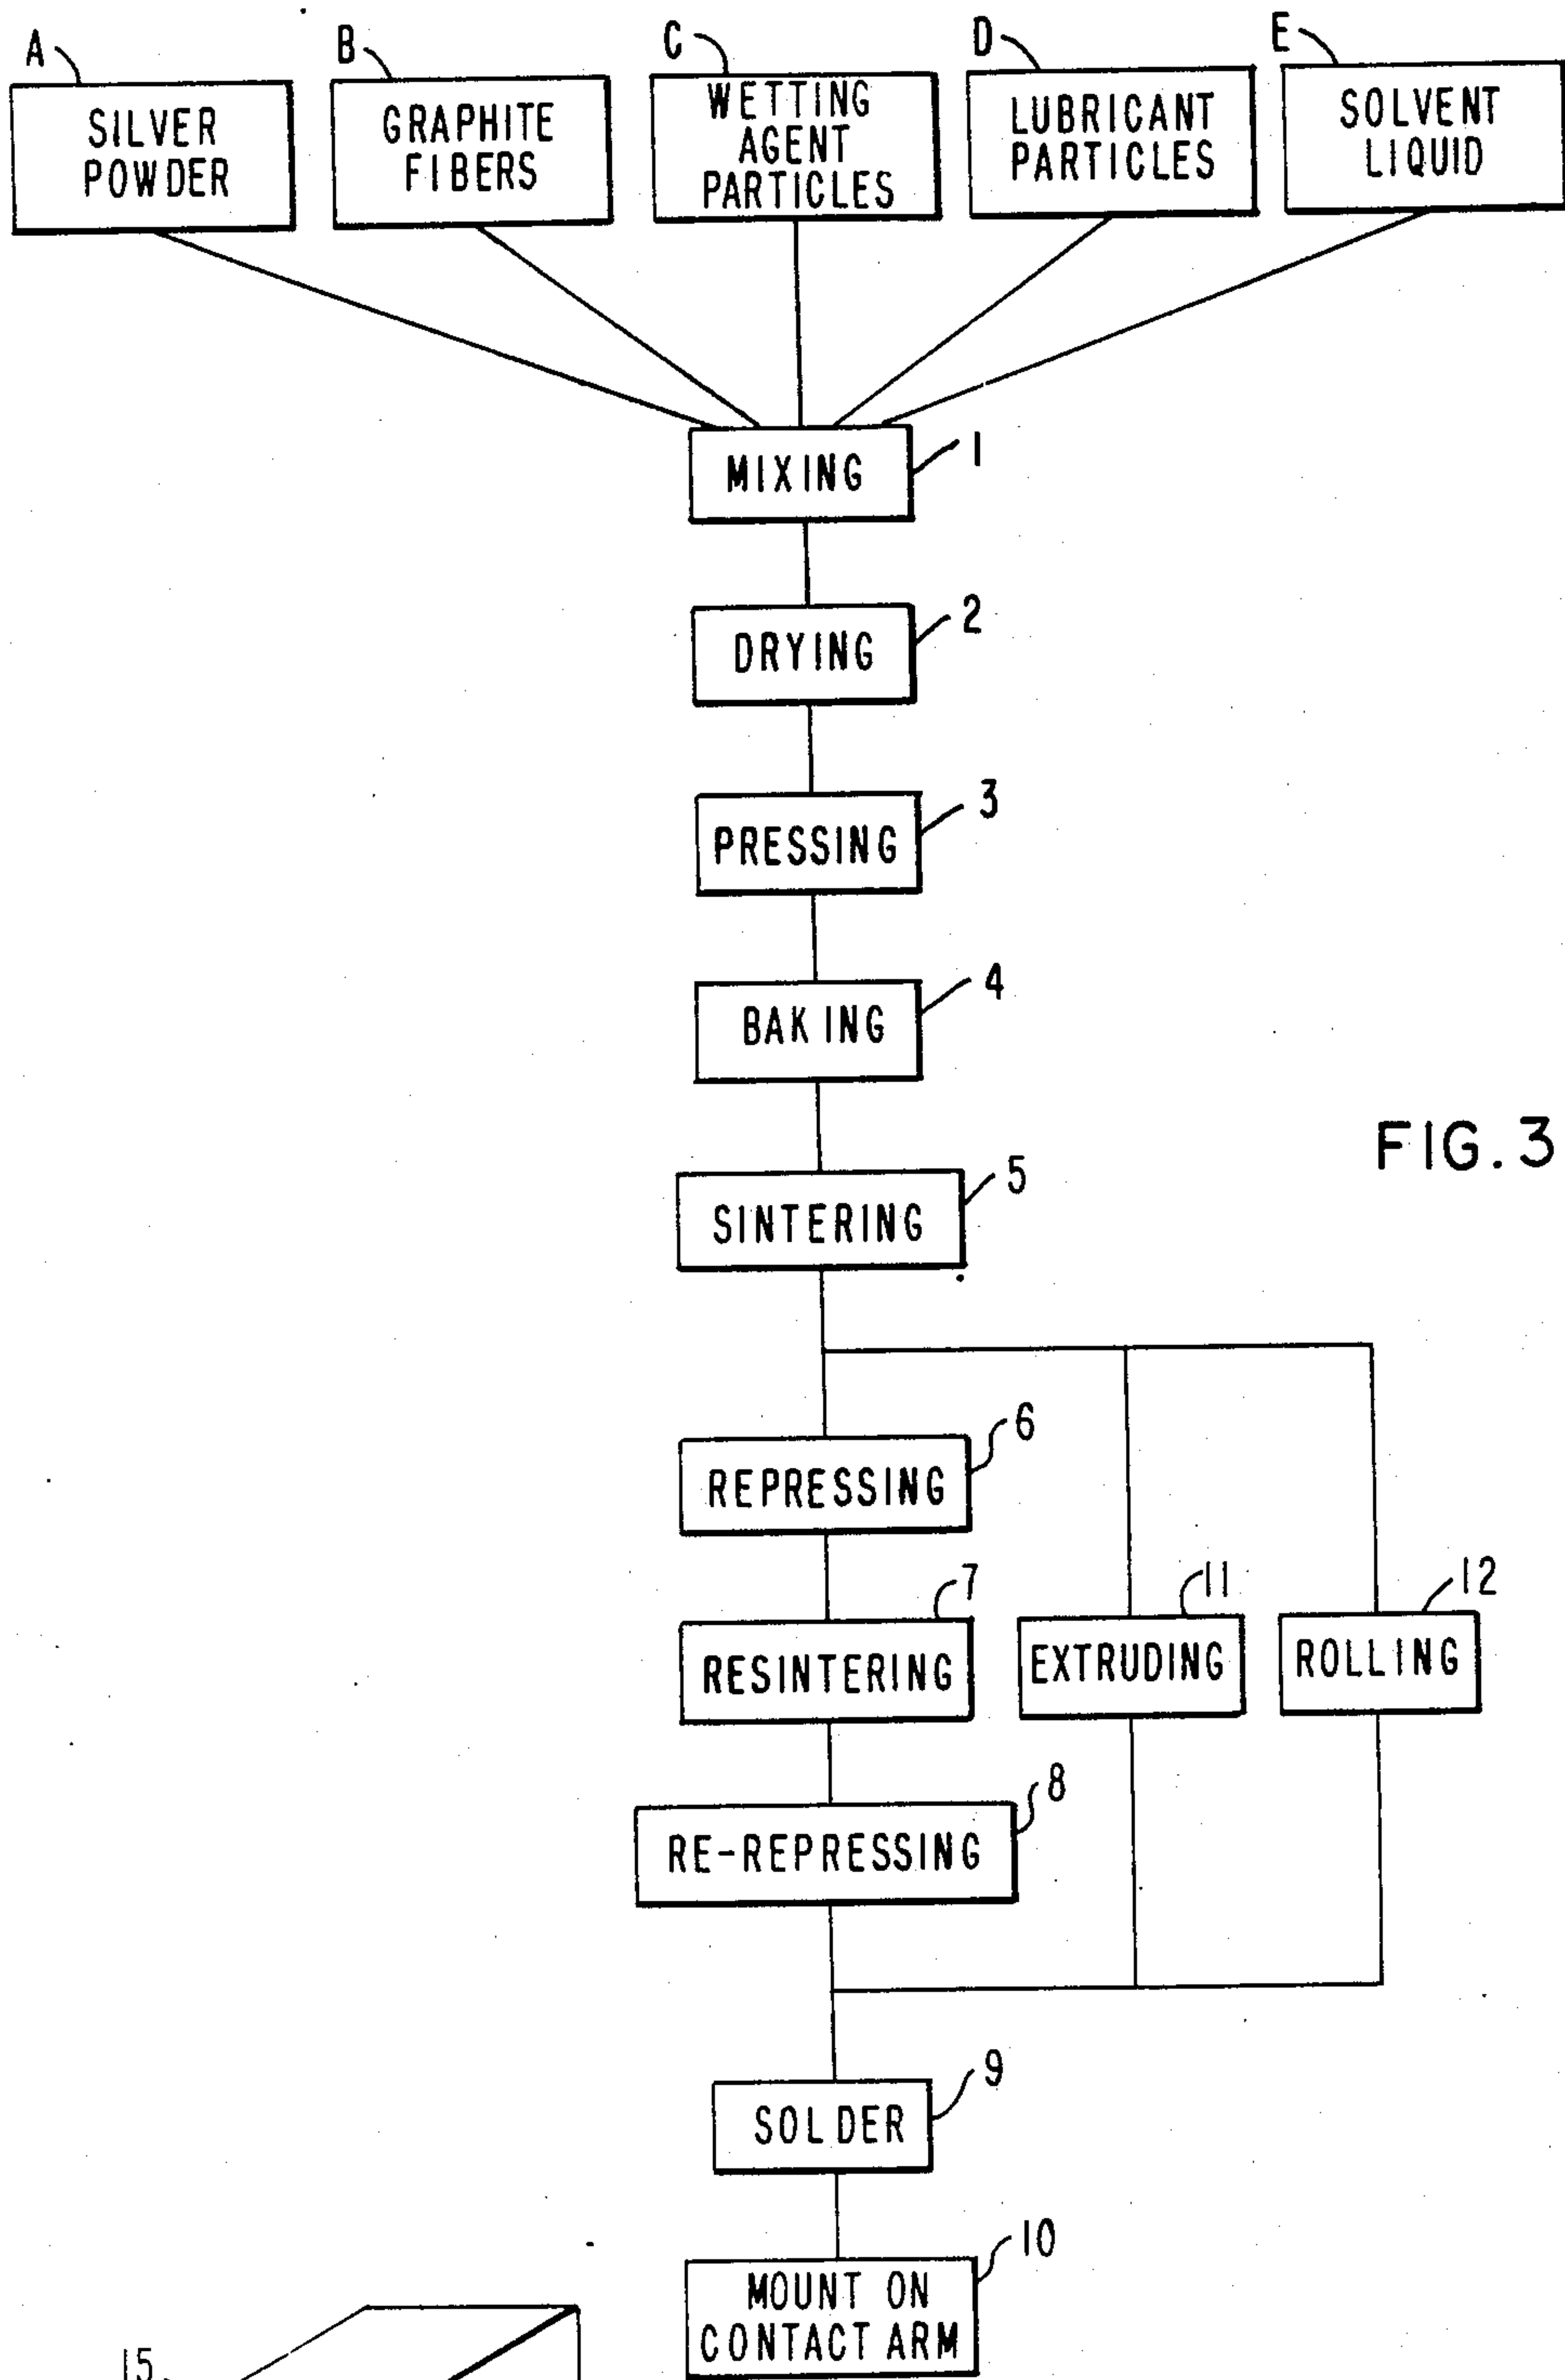 A
B
C
D
E
SILVER
POWDER
GRAPHITE
FIBERS
WETTING
AGENT
PARTICLES
LUBRICANT
PARTICLES
SOLVENT
LIQUID
MIXING
1
DRYING
2
PRESSING
3
BAKING
4
FIG. 3
SINTERING
5
REPRESSING
6
RESINTERING
7
EXTRUDING
11
ROLLING
12
RE-REPRESSING
8
SOLDER
9
MOUNT ON
CONTACT ARM
10
15